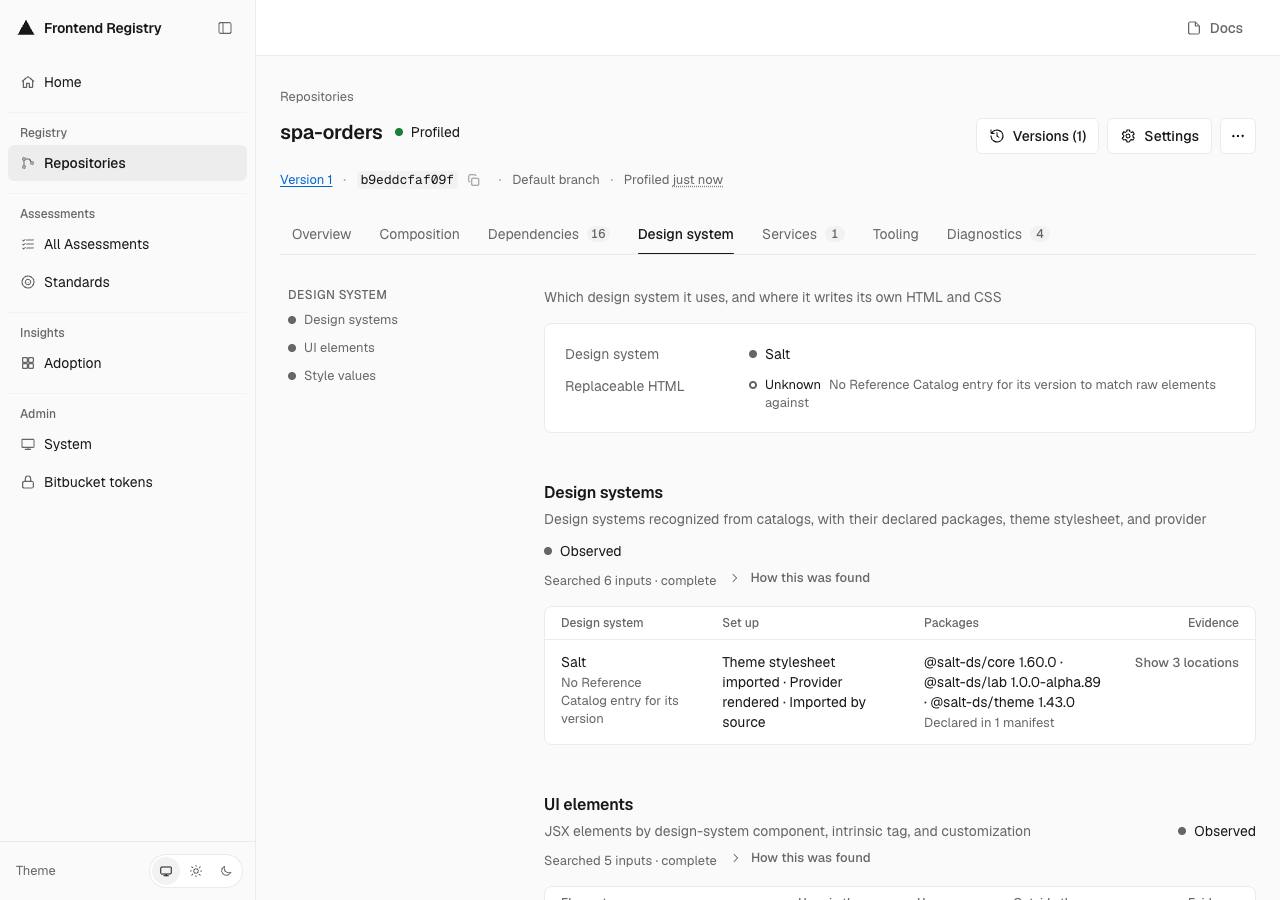 Frontend Registry
Docs
Home
Registry
Repositories
Assessments
All Assessments
Standards
Insights
Adoption
Admin
System
Bitbucket tokens
Theme
Repositories
spa-orders Profiled
Versions (1) Settings
Version 1 · b9eddcfaf09f · Default branch · Profiled just now
Overview Composition Dependencies 16 Design system Services 1 Tooling Diagnostics 4
DESIGN SYSTEM
Design systems
UI elements
Style values
Which design system it uses, and where it writes its own HTML and CSS
Design system Salt
Replaceable HTML Unknown No Reference Catalog entry for its version to match raw elements
against
Design systems
Design systems recognized from catalogs, with their declared packages, theme stylesheet, and provider
Observed
Searched 6 inputs · complete How this was found
Design system Set up Packages Evidence
Salt
No Reference
Catalog entry for its
version
Theme stylesheet
imported · Provider
rendered · Imported by
source
@salt-ds/core 1.60.0 ·
@salt-ds/lab 1.0.0-alpha.89
· @salt-ds/theme 1.43.0
Declared in 1 manifest
Show 3 locations
UI elements
JSX elements by design-system component, intrinsic tag, and customization Observed
Searched 5 inputs · complete How this was found